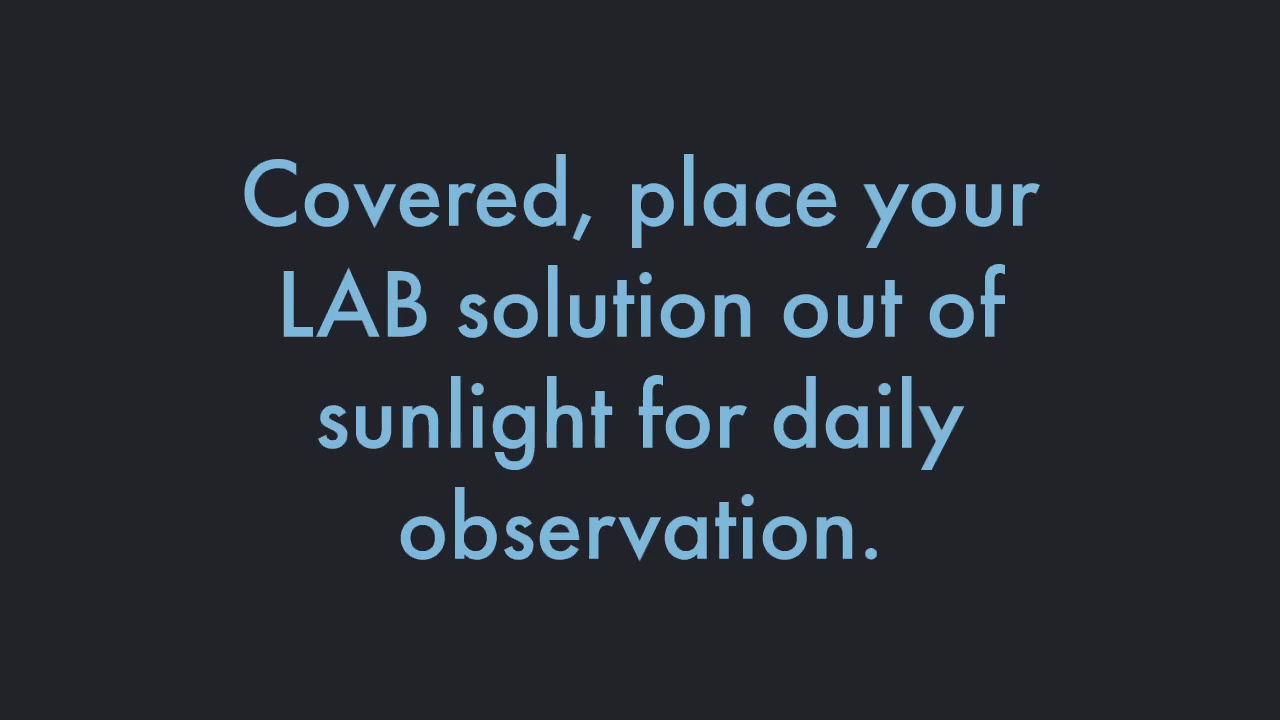 Covered, place your
LAB solution out of
sunlight for daily
observation.